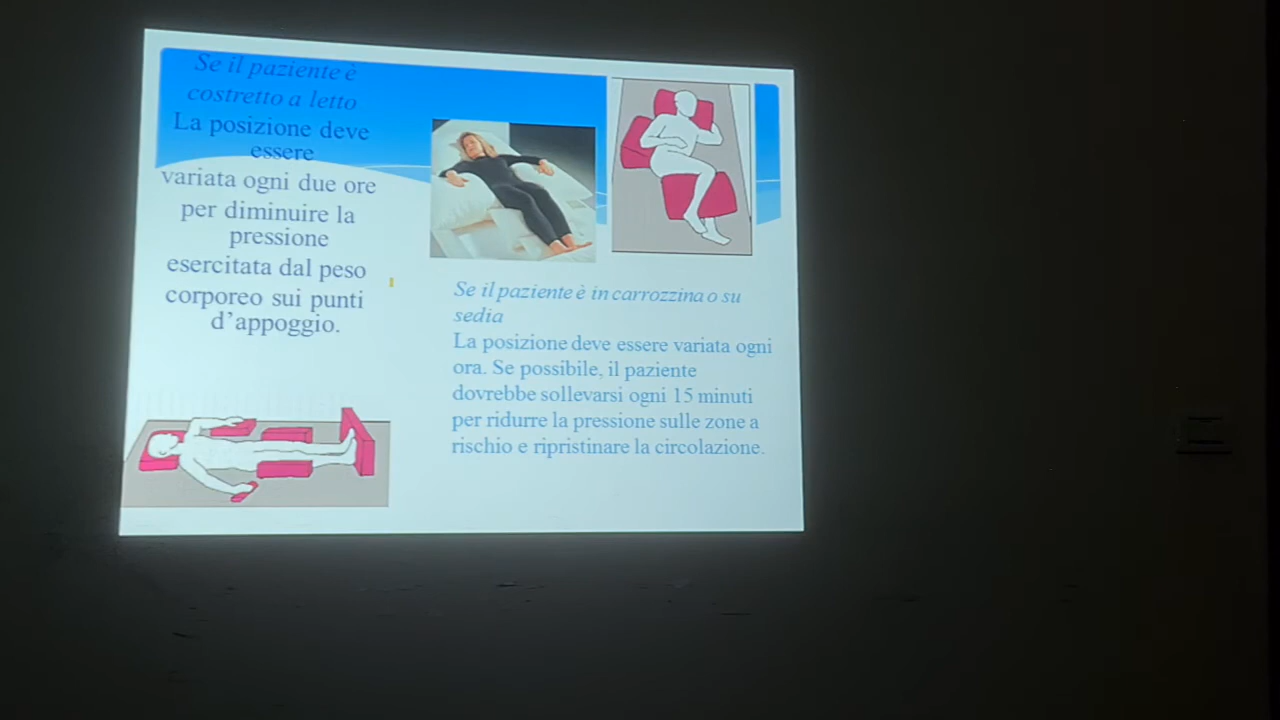 Se il paziente è
costretto a letto
La posizione deve
essere
variata ogni due ore
per diminuire la
pressione
esercitata dal peso
corporeo sui punti
d'appoggio.
Se il paziente è in carrozzina o su
sedia
La posizione deve essere variata ogni
ora. Se possibile, il paziente
dovrebbe sollevarsi ogni 15 minuti
per ridurre la pressione sulle zone a
rischio e ripristinare la circolazione.